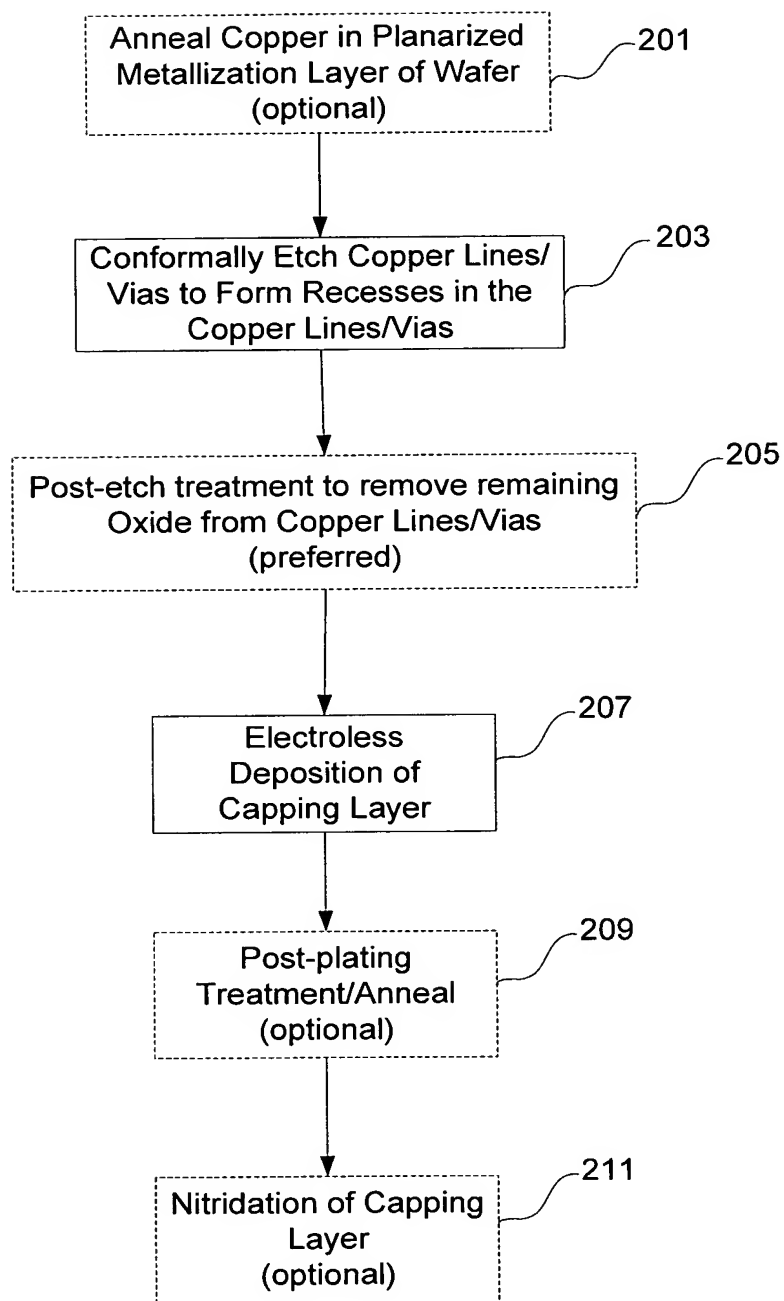 Anneal Copper in Planarized
Metallization Layer of Wafer
(optional)
201
Conformally Etch Copper Lines/
Vias to Form Recesses in the
Copper Lines/Vias
203
Post-etch treatment to remove remaining
Oxide from Copper Lines/Vias
(preferred)
205
Electroless
Deposition of
Capping Layer
207
Post-plating
Treatment/Anneal
(optional)
209
Nitridation of Capping
Layer
(optional)
211